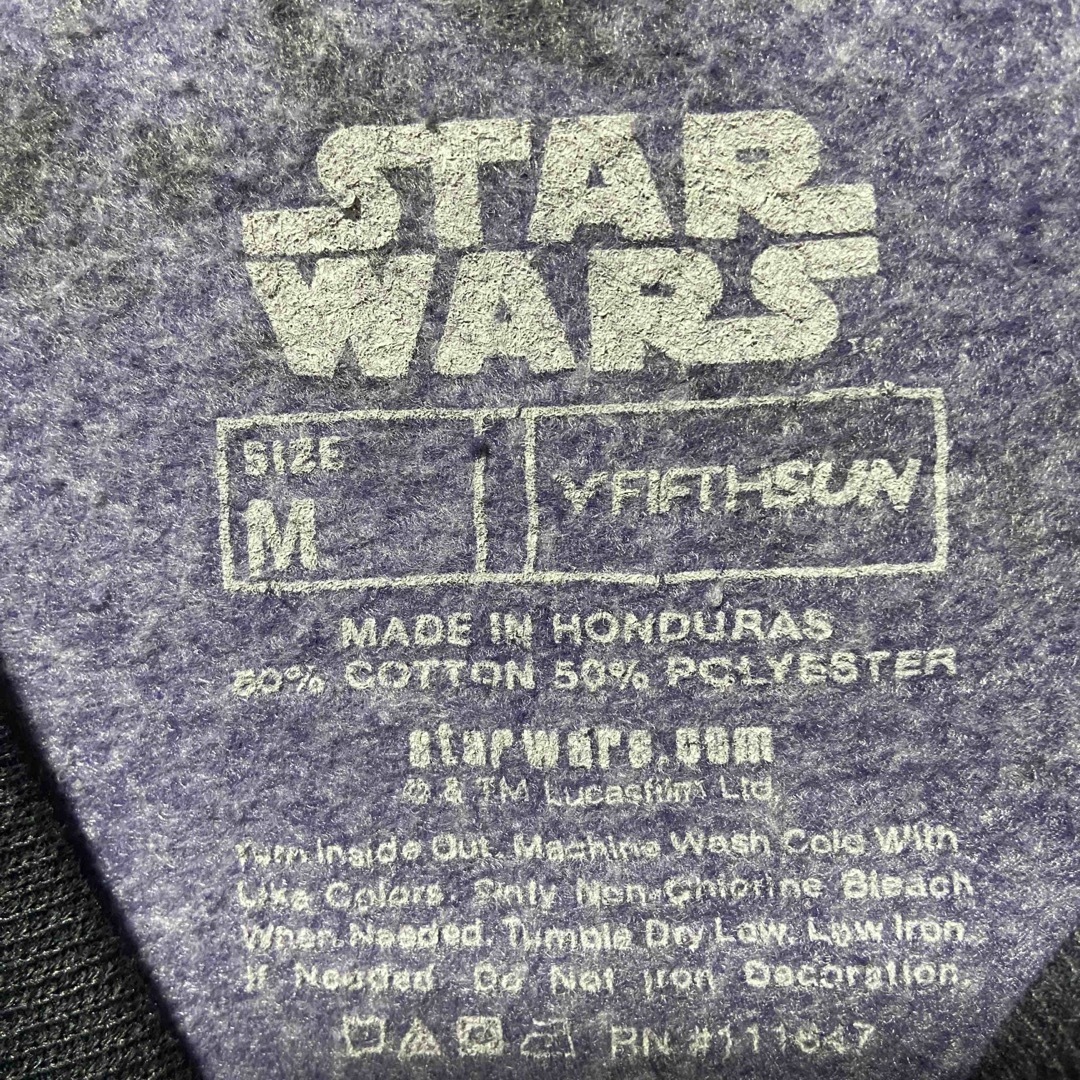 STAR
WARS
SIZE
M
FIFTHSUN
MADE IN HONDURAS
50% COTTON 50% POLYESTER
starwars.com
© & TM Lucasfilm Ltd.
Turn Inside Out. Machine Wash Cold With
Like Colors. Only Non-Chlorine Bleach
When Needed. Tumble Dry Low. Low Iron
If Needed. Do Not Iron Decoration.
RN #111647